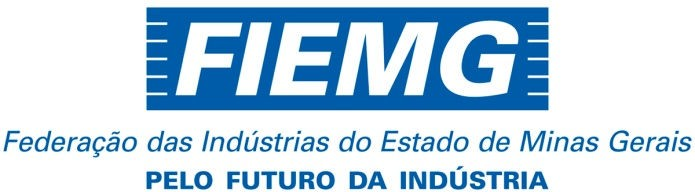 FIEMG
Federação das Indústrias do Estado de Minas Gerais
PELO FUTURO DA INDÚSTRIA